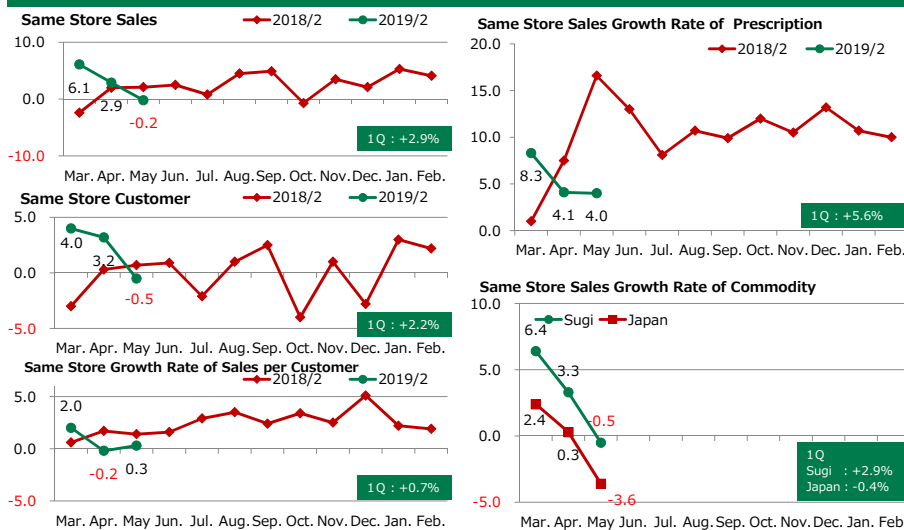 Same Store Sales
2018/2
2019/2
10.0
0.0
-10.0
6.1
2.9
-0.2
1Q : +2.9%
Mar. Apr. May Jun. Jul. Aug. Sep. Oct. Nov. Dec. Jan. Feb.
Same Store Customer
2018/2
2019/2
5.0
0.0
-5.0
4.0
3.2
-0.5
1Q : +2.2%
Mar. Apr. May Jun. Jul. Aug. Sep. Oct. Nov. Dec. Jan. Feb.
Same Store Growth Rate of Sales per Customer
2018/2
2019/2
5.0
0.0
-5.0
2.0
-0.2
0.3
1Q : +0.7%
Mar. Apr. May Jun. Jul. Aug. Sep. Oct. Nov. Dec. Jan. Feb.
Same Store Sales Growth Rate of Prescription
2018/2
2019/2
20.0
15.0
10.0
5.0
0.0
8.3
4.1
4.0
1Q : +5.6%
Mar. Apr. May Jun. Jul. Aug. Sep. Oct. Nov. Dec. Jan. Feb.
Same Store Sales Growth Rate of Commodity
Sugi
Japan
10.0
5.0
0.0
-5.0
6.4
3.3
-0.5
2.4
0.3
-3.6
1Q
Sugi : +2.9%
Japan : -0.4%
Mar. Apr. May Jun. Jul. Aug. Sep. Oct. Nov. Dec. Jan. Feb.